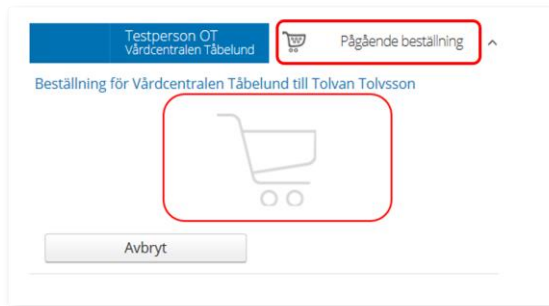 Testperson OT
Vårdcentralen Tåbelund
Pågående beställning
Beställning för Vårdcentralen Tåbelund till Tolvan Tolvsson
Avbryt